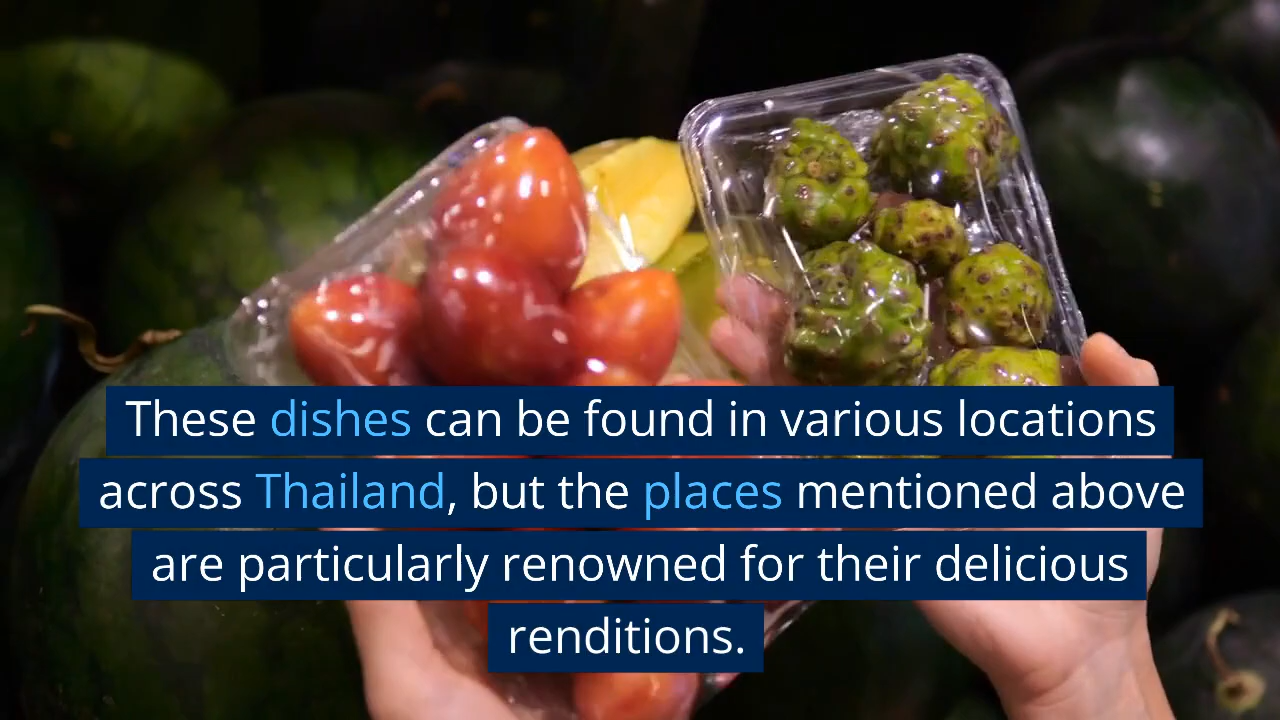 These dishes can be found in various locations
across Thailand, but the places mentioned above
are particularly renowned for their delicious
renditions.